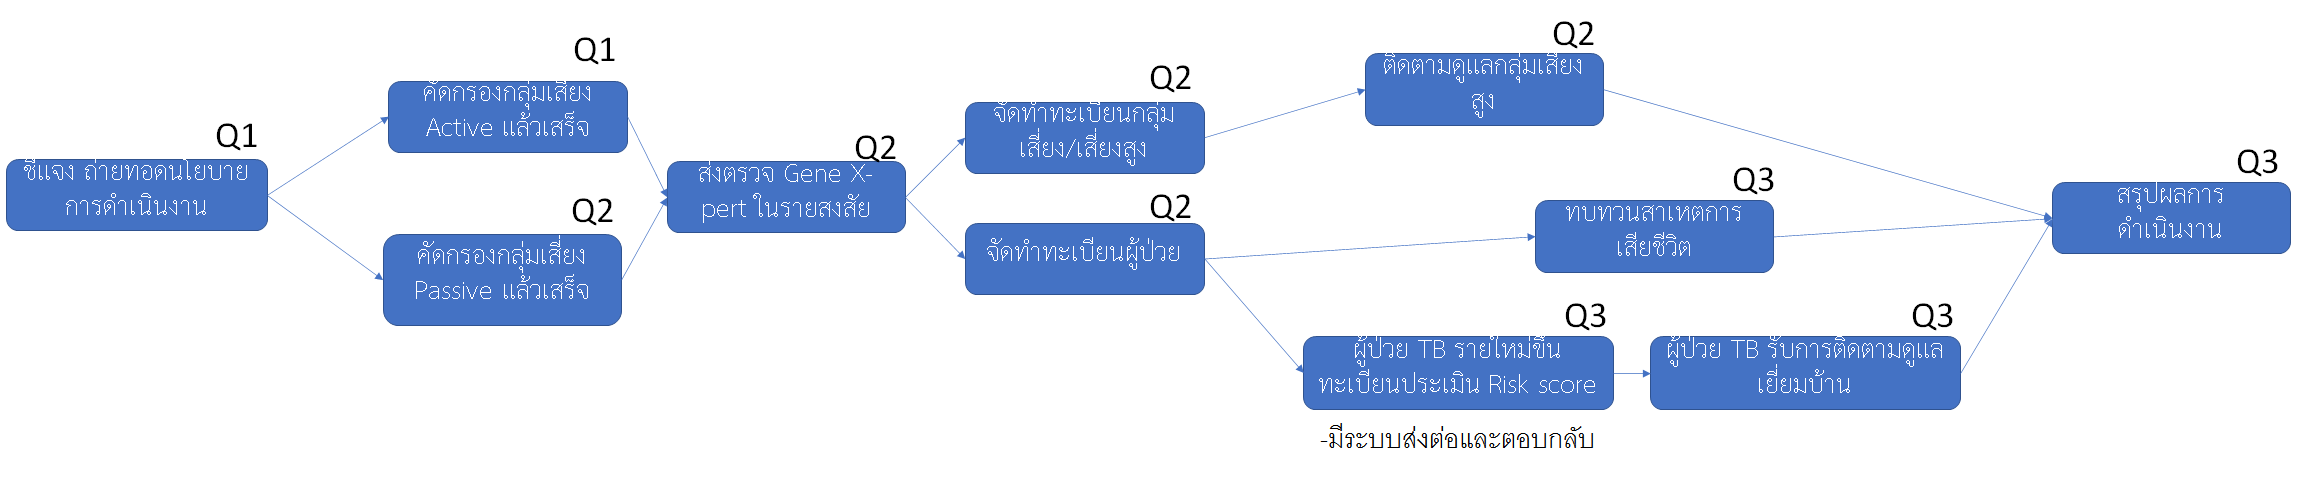 Q1
ชี้แจง ถ่ายทอดนโยบาย
การดำเนินงาน
Q1
คัดกรองกลุ่มเสี่ยง
Active แล้วเสร็จ
Q2
คัดกรองกลุ่มเสี่ยง
Passive แล้วเสร็จ
Q2
ส่งตรวจ Gene X-
pert ในรายสงสัย
Q2
จัดทำทะเบียนกลุ่ม
เสี่ยง/เสี่ยงสูง
Q2
จัดทำทะเบียนผู้ป่วย
Q2
ติดตามดูแลกลุ่มเสี่ยง
สูง
Q3
ทบทวนสาเหตุการ
เสียชีวิต
Q3
ผู้ป่วย TB รายใหม่ขึ้น
ทะเบียนประเมิน Risk score
-มีระบบส่งต่อและตอบกลับ
Q3
ผู้ป่วย TB รับการติดตามดูแล
เยี่ยมบ้าน
Q3
สรุปผลการ
ดำเนินงาน